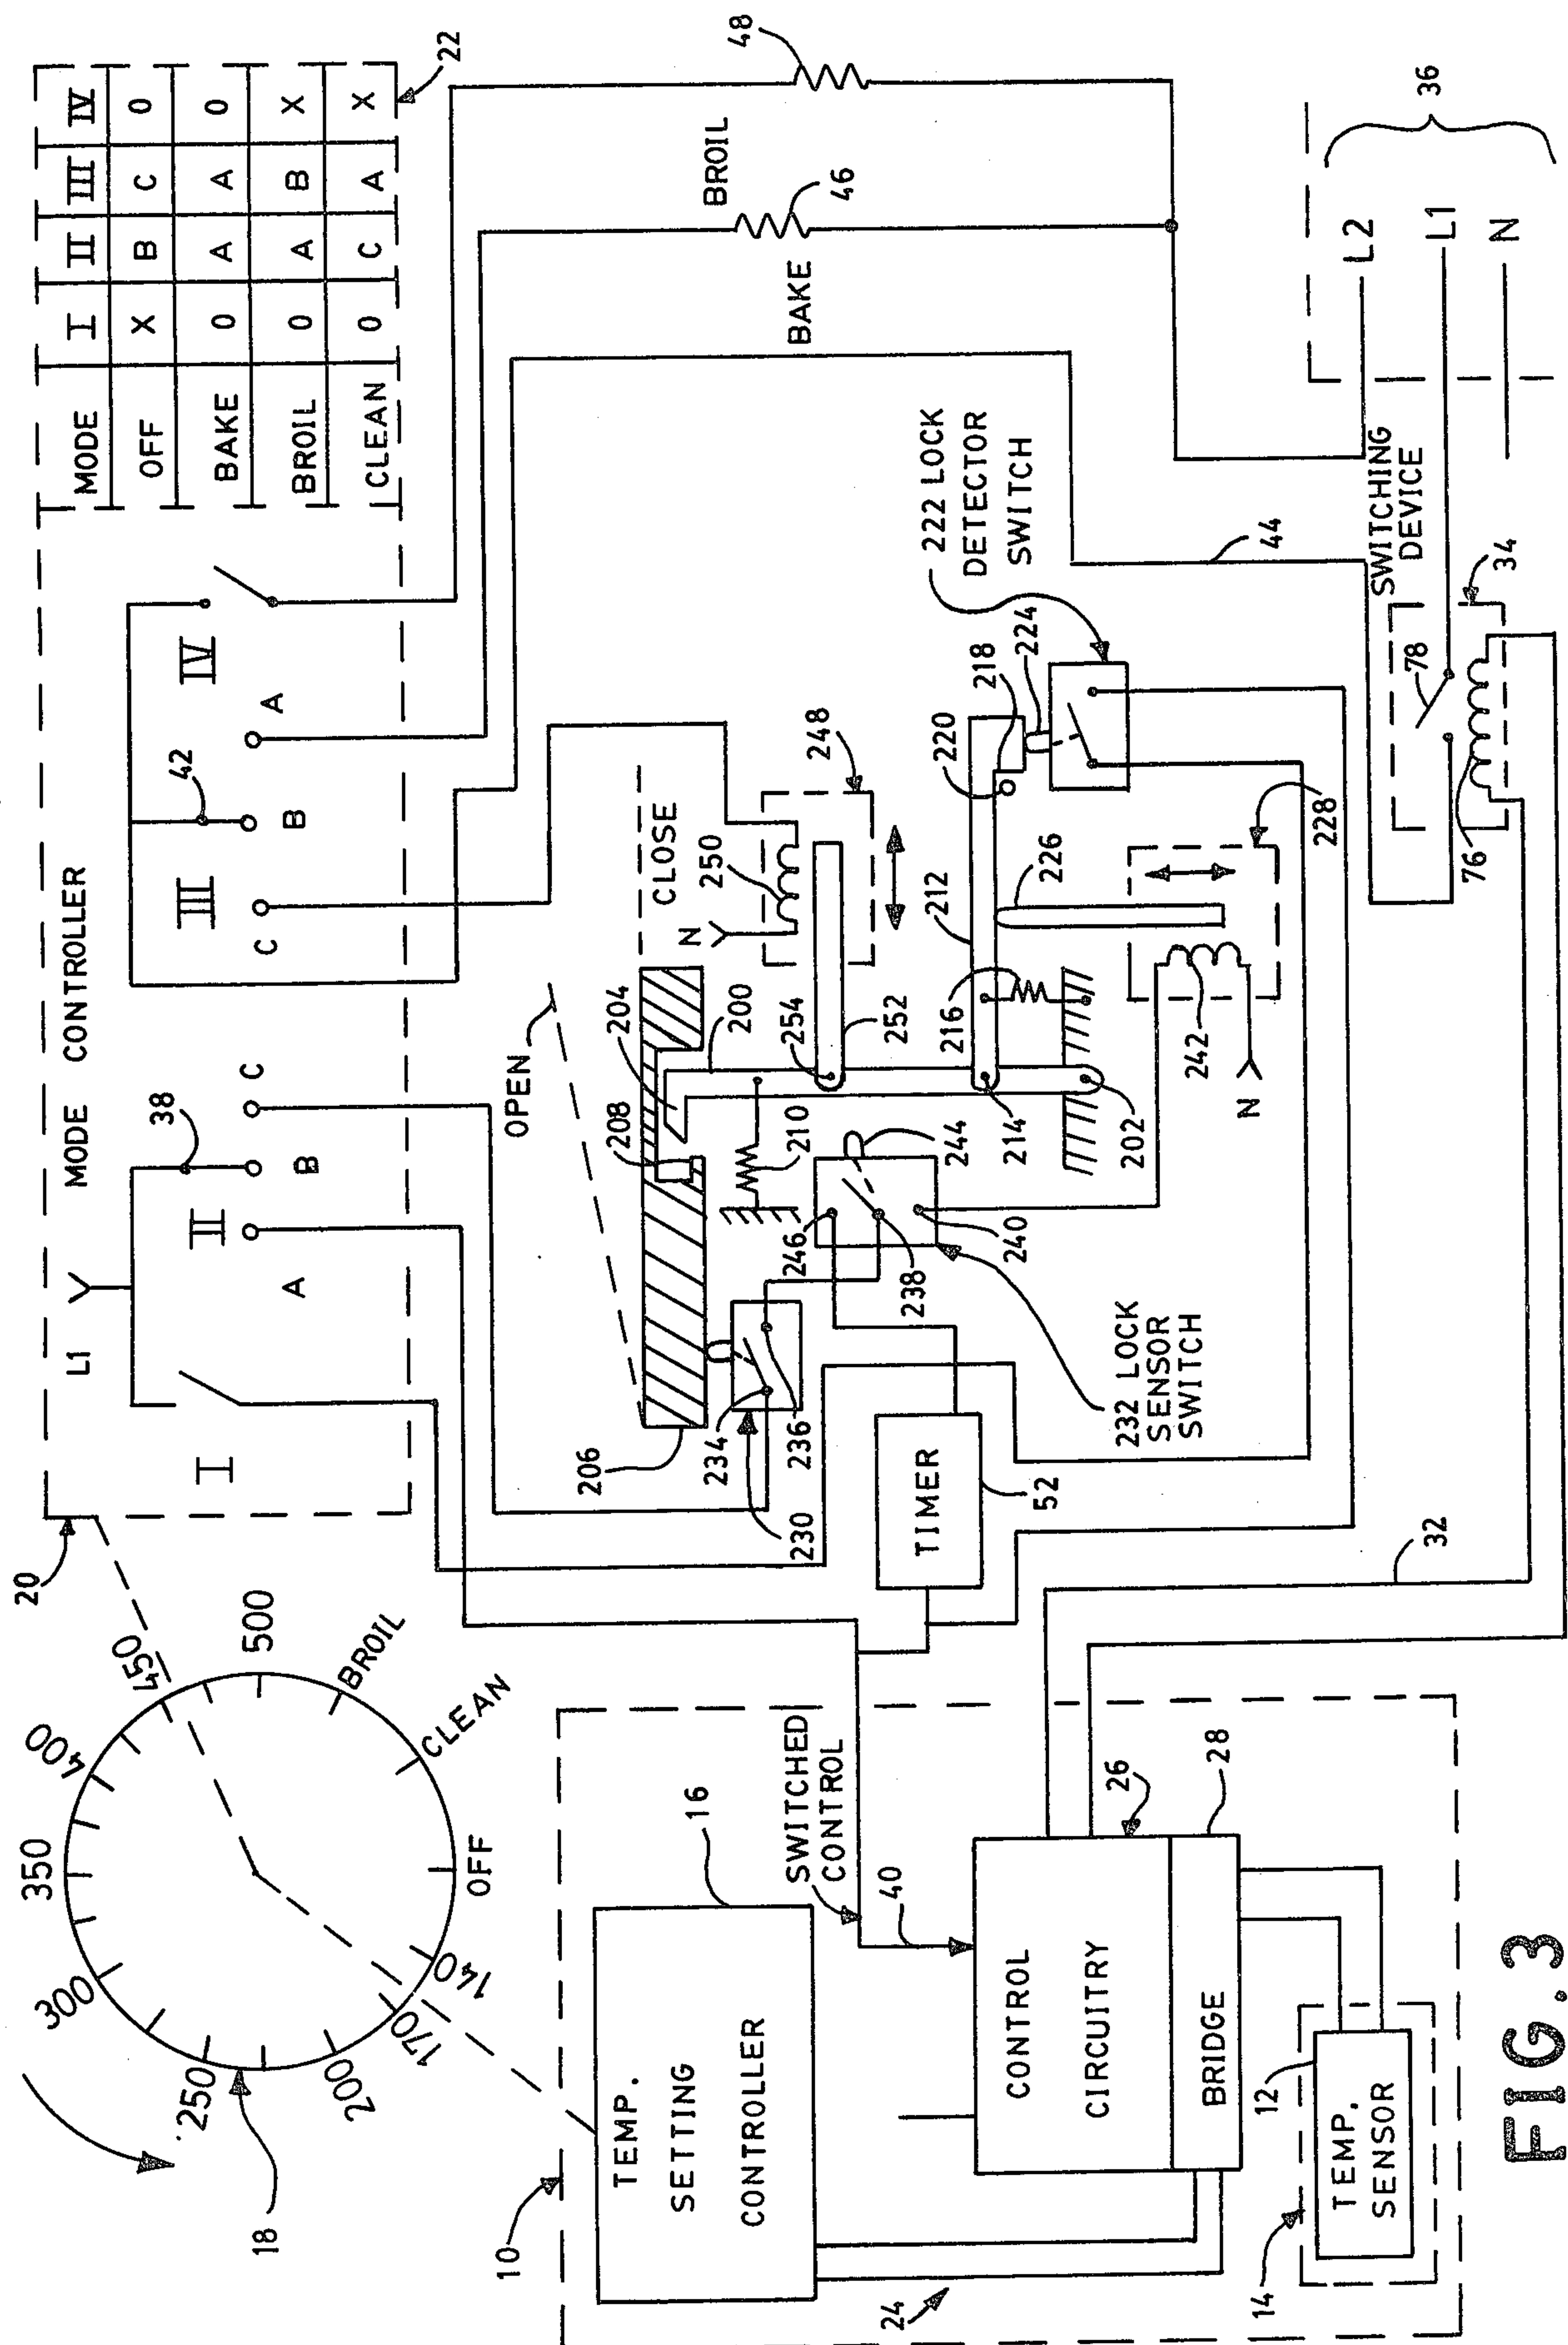 20
MODE CONTROLLER
L1
I
II
38
A
B
C
III
42
C
B
A
IV
MODE I II III IV
OFF X B C 0
BAKE 0 A A 0
BROIL 0 A B X
CLEAN 0 C A X
22
18
140
170
200
250
300
350
400
450
500
BROIL
CLEAN
OFF
OPEN
CLOSE
204
200
208
206
210
234
236
230
246
238
240
244
232 LOCK
SENSOR
SWITCH
N
250
248
254
252
212
214
202
216
226
242
N
228
220
218
224
222 LOCK
DETECTOR
SWITCH
BAKE
46
BROIL
48
44
TIMER
52
32
10
TEMP.
SETTING
CONTROLLER
16
SWITCHED
CONTROL
40
24
CONTROL
CIRCUITRY
26
BRIDGE
28
TEMP.
SENSOR
12
14
SWITCHING
DEVICE
34
78
76
L2
L1
N
36
FIG.3